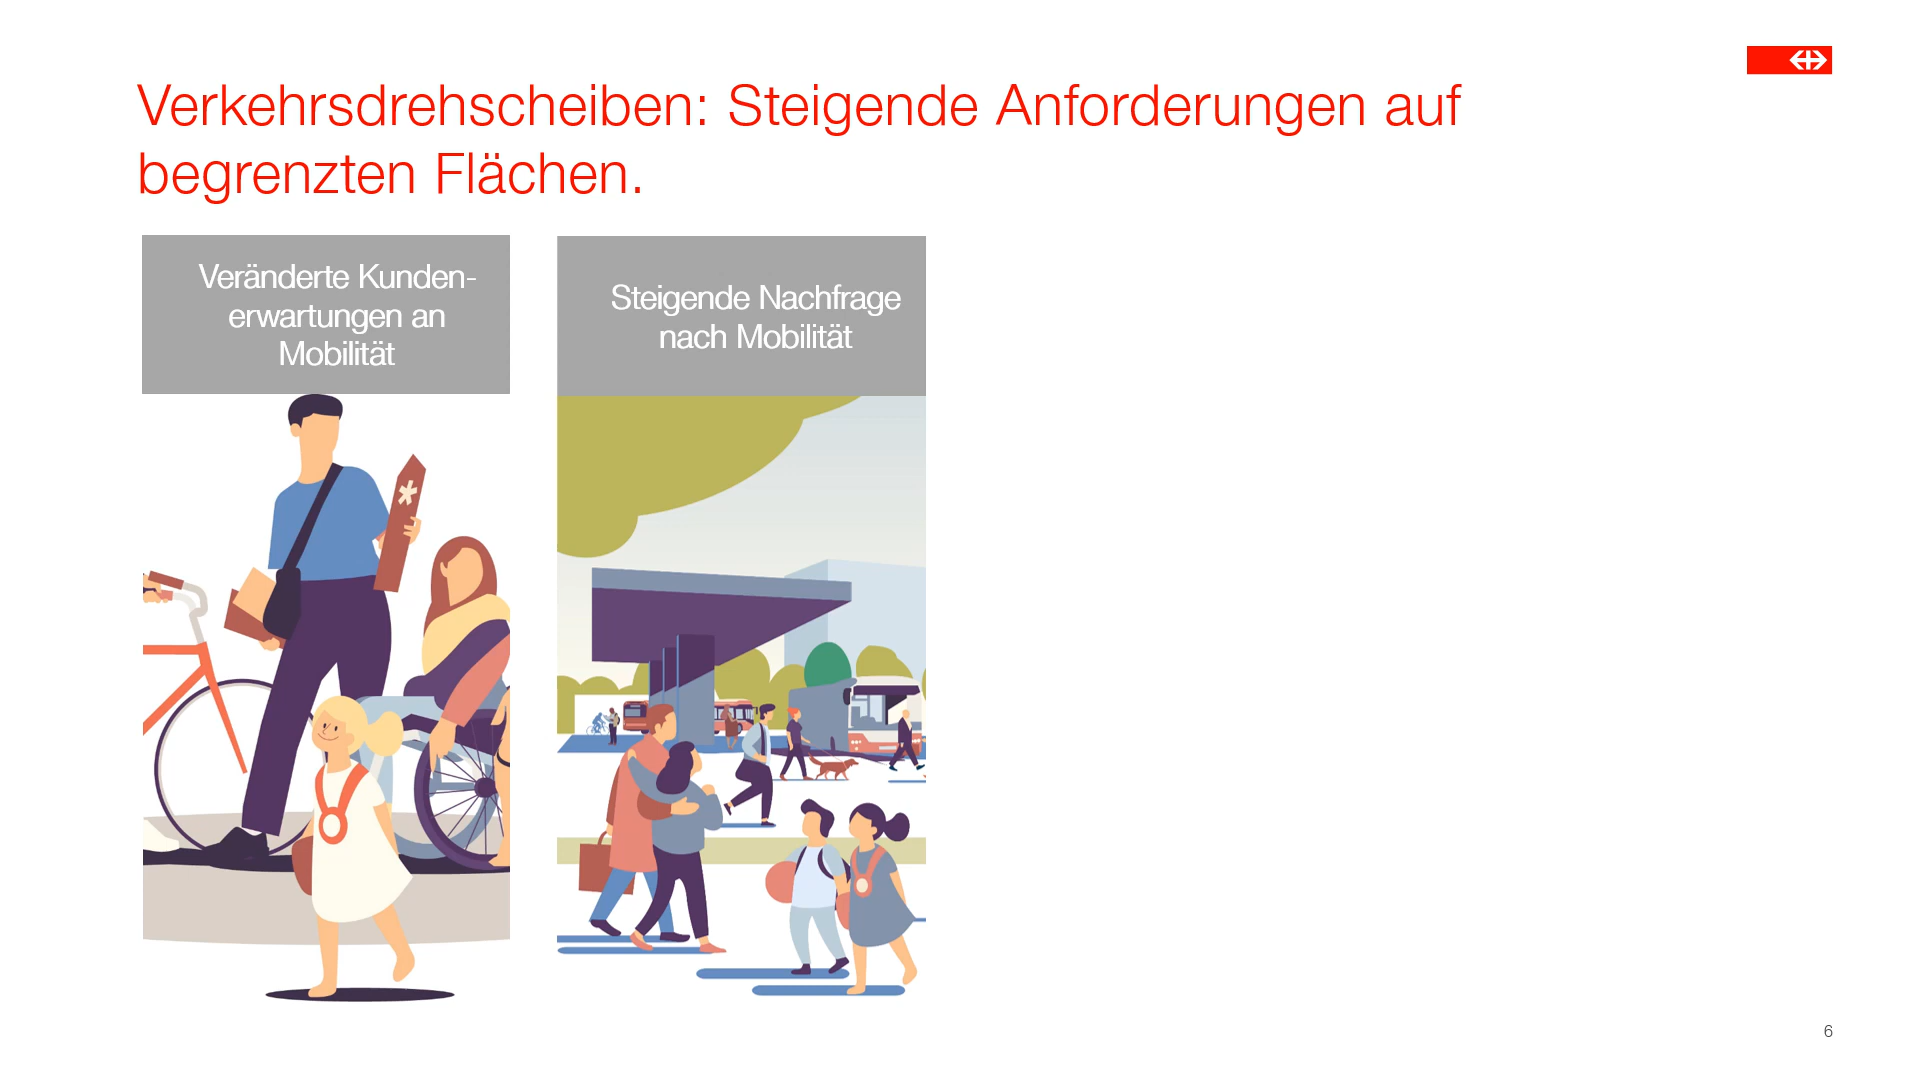 Verkehrsdrehscheiben: Steigende Anforderungen auf
begrenzten Flächen.
Veränderte Kunden-
erwartungen an
Mobilität
Steigende Nachfrage
nach Mobilität
6